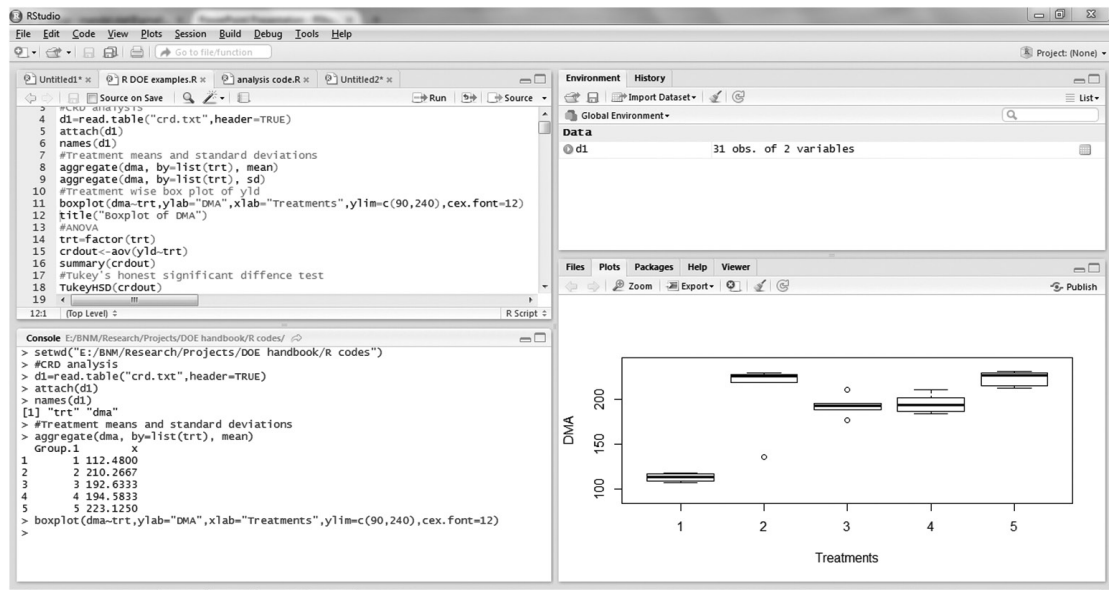 RStudio
File Edit Code View Plots Session Build Debug Tools Help
Go to file/function
Project: (None)
Untitled1* × R DOE examples.R × analysis code.R × Untitled2* ×
Source on Save
Run
Source
3 #CRD analysis
4 d1=read.table("crd.txt",header=TRUE)
5 attach(d1)
6 names(d1)
7 #Treatment means and standard deviations
8 aggregate(dma, by=list(trt), mean)
9 aggregate(dma, by=list(trt), sd)
10 #Treatment wise box plot of yld
11 boxplot(dma~trt,ylab="DMA",xlab="Treatments",ylim=c(90,240),cex.font=12)
12 title("Boxplot of DMA")
13 #ANOVA
14 trt=factor(trt)
15 crdout<-aov(yld~trt)
16 summary(crdout)
17 #Tukey's honest significant diffence test
18 TukeyHSD(crdout)
19
12:1 (Top Level) R Script
Console E:/BNM/Research/Projects/DOE handbook/R codes/
> setwd("E:/BNM/Research/Projects/DOE handbook/R codes")
> #CRD analysis
> d1=read.table("crd.txt",header=TRUE)
> attach(d1)
> names(d1)
[1] "trt" "dma"
> #Treatment means and standard deviations
> aggregate(dma, by=list(trt), mean)
Group.1 x
1 1 112.4800
2 2 210.2667
3 3 192.6333
4 4 194.5833
5 5 223.1250
> boxplot(dma~trt,ylab="DMA",xlab="Treatments",ylim=c(90,240),cex.font=12)
>
Environment History
Import Dataset
List
Global Environment
Data
d1 31 obs. of 2 variables
Files Plots Packages Help Viewer
Zoom Export Publish
DMA
200
150
100
1 2 3 4 5
Treatments